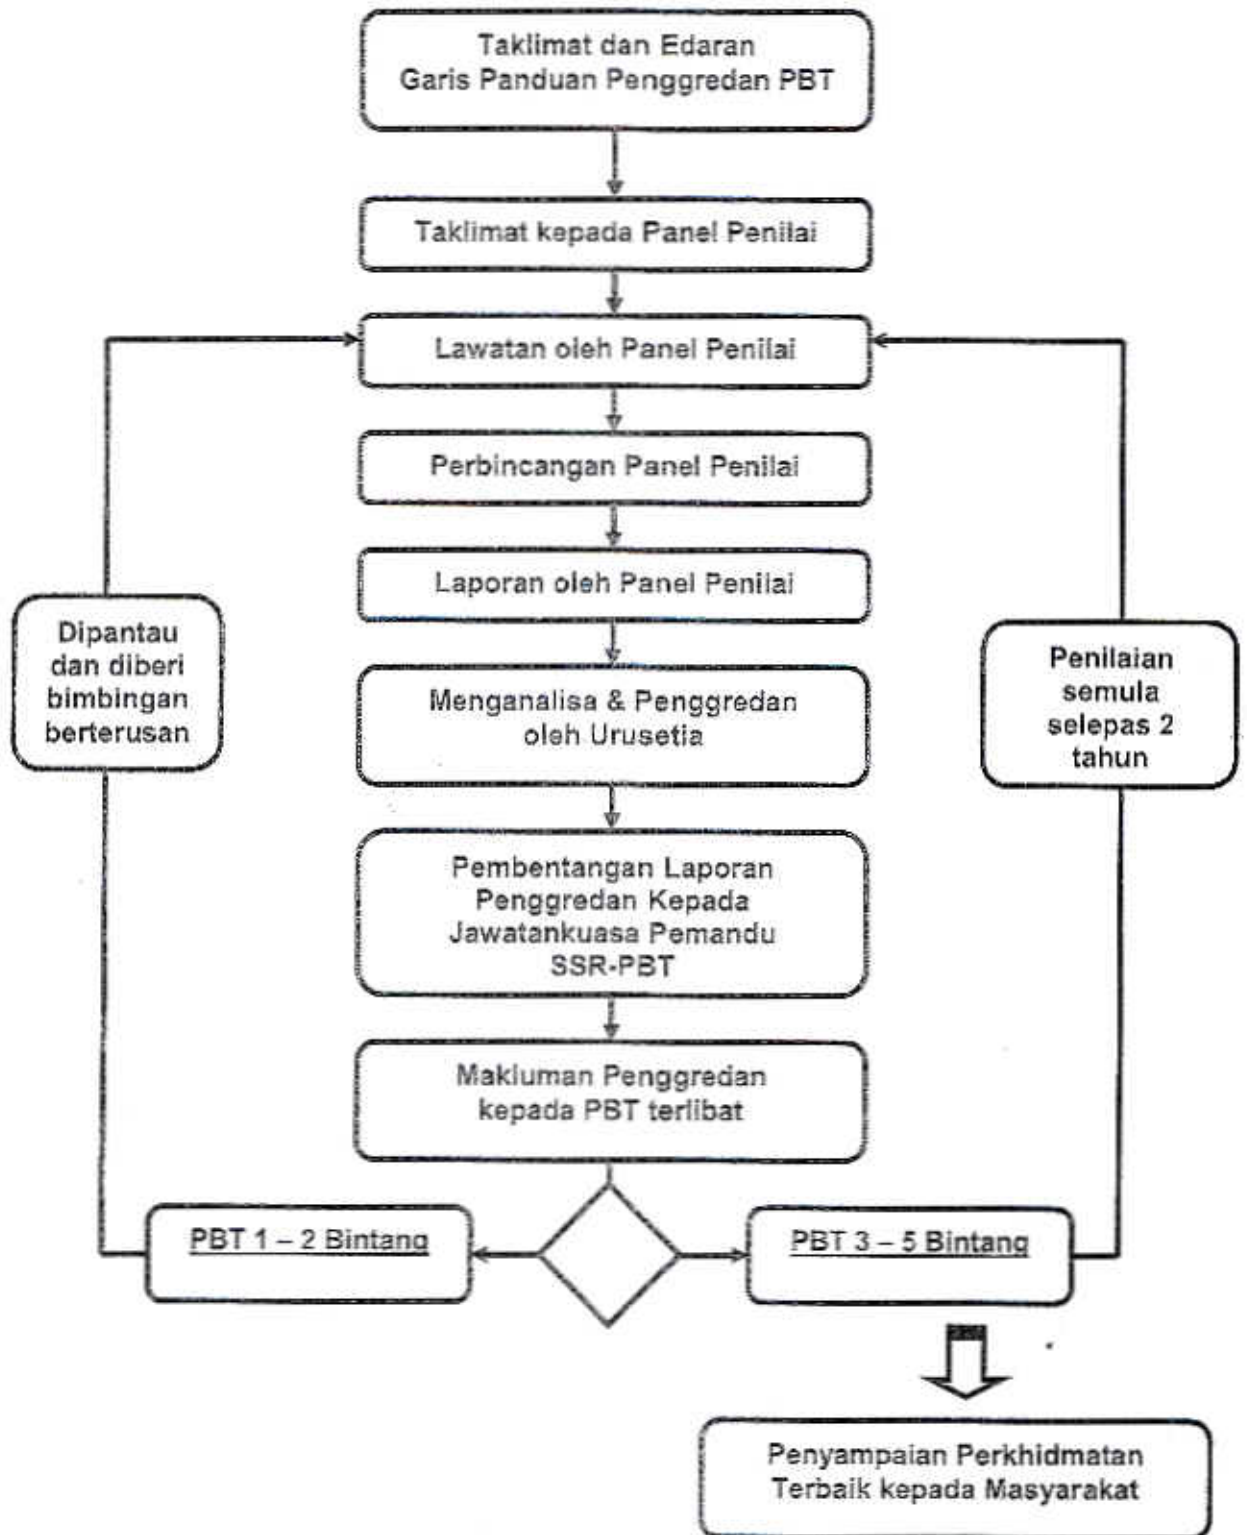 Taklimat dan Edaran
Garis Panduan Penggredan PBT
Taklimat kepada Panel Penilai
Lawatan oleh Panel Penilai
Perbincangan Panel Penilai
Laporan oleh Panel Penilai
Dipantau
dan diberi
bimbingan
berterusan
Penilaian
semula
selepas 2
tahun
Menganalisa & Penggredan
oleh Urusetia
Pembentangan Laporan
Penggredan Kepada
Jawatankuasa Pemandu
SSR-PBT
Makluman Penggredan
kepada PBT terlibat
PBT 1 – 2 Bintang
PBT 3 – 5 Bintang
Penyampaian Perkhidmatan
Terbaik kepada Masyarakat